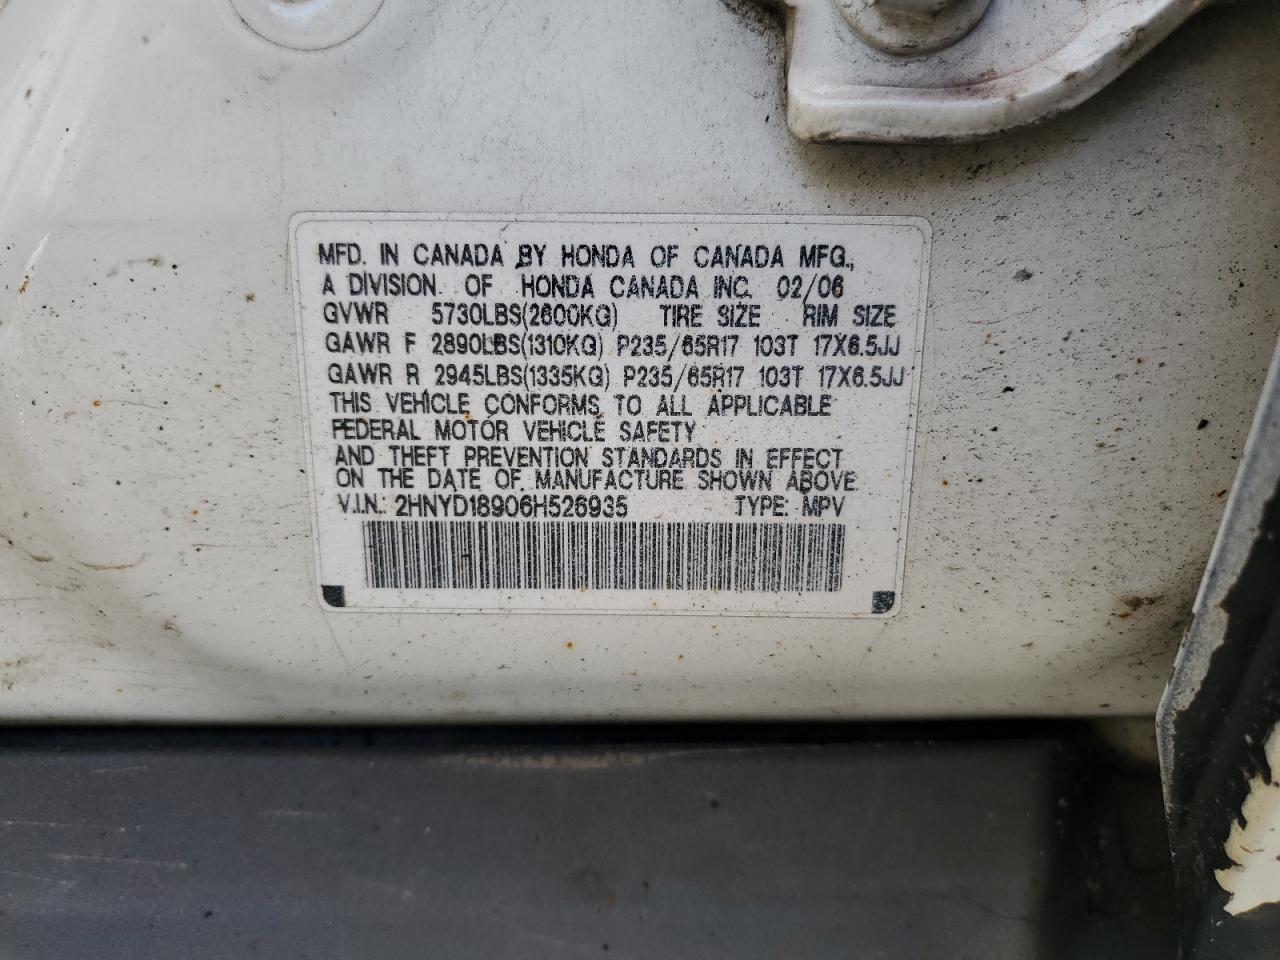 MFD. IN CANADA BY HONDA OF CANADA MFG.,
A DIVISION OF HONDA CANADA INC. 02/06
GVWR 5730LBS(2600KG) TIRE SIZE RIM SIZE
GAWR F 2890LBS(1310KG) P235/65R17 103T 17X6.5JJ
GAWR R 2945LBS(1335KG) P235/65R17 103T 17X6.5JJ
THIS VEHICLE CONFORMS TO ALL APPLICABLE
FEDERAL MOTOR VEHICLE SAFETY
AND THEFT PREVENTION STANDARDS IN EFFECT
ON THE DATE OF MANUFACTURE SHOWN ABOVE.
V.I.N.: 2HNYD18906H526935 TYPE: MPV